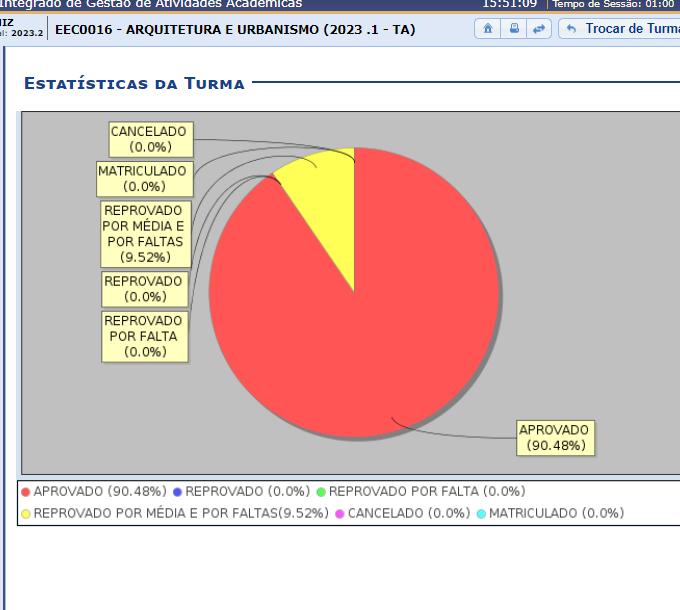 Integrado de Gestão de Atividades Acadêmicas 15:51:09 Tempo de Sessão: 01:00
2023.2 EEC0016 - ARQUITETURA E URBANISMO (2023 .1 - TA) Trocar de Turma
ESTATÍSTICAS DA TURMA
CANCELADO
(0.0%)
MATRICULADO
(0.0%)
REPROVADO
POR MÉDIA E
POR FALTAS
(9.52%)
REPROVADO
(0.0%)
REPROVADO
POR FALTA
(0.0%)
APROVADO
(90.48%)
APROVADO (90.48%) REPROVADO (0.0%) REPROVADO POR FALTA (0.0%)
REPROVADO POR MÉDIA E POR FALTAS(9.52%) CANCELADO (0.0%) MATRICULADO (0.0%)